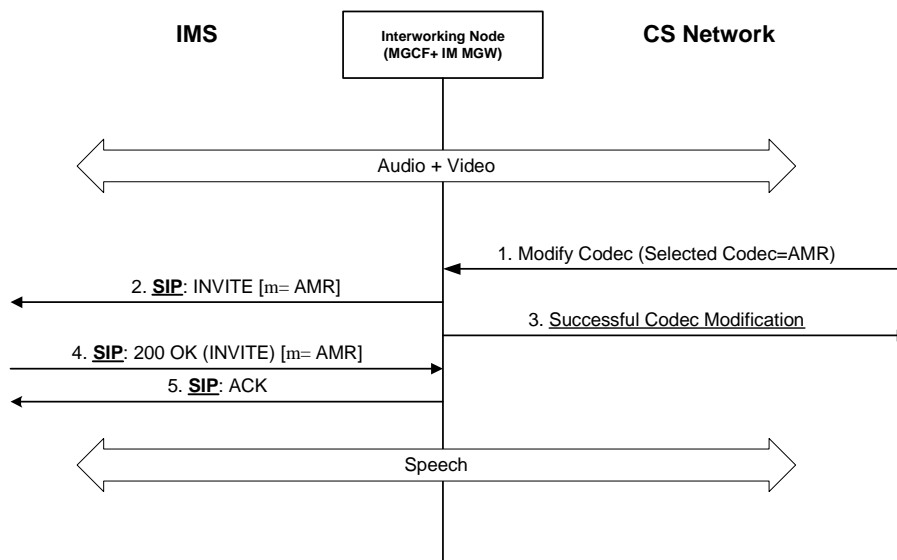 IMS
Interworking Node
(MGCF+ IM MGW)
CS Network
Audio + Video
1. Modify Codec (Selected Codec=AMR)
2. SIP: INVITE [m= AMR]
3. Successful Codec Modification
4. SIP: 200 OK (INVITE) [m= AMR]
5. SIP: ACK
Speech